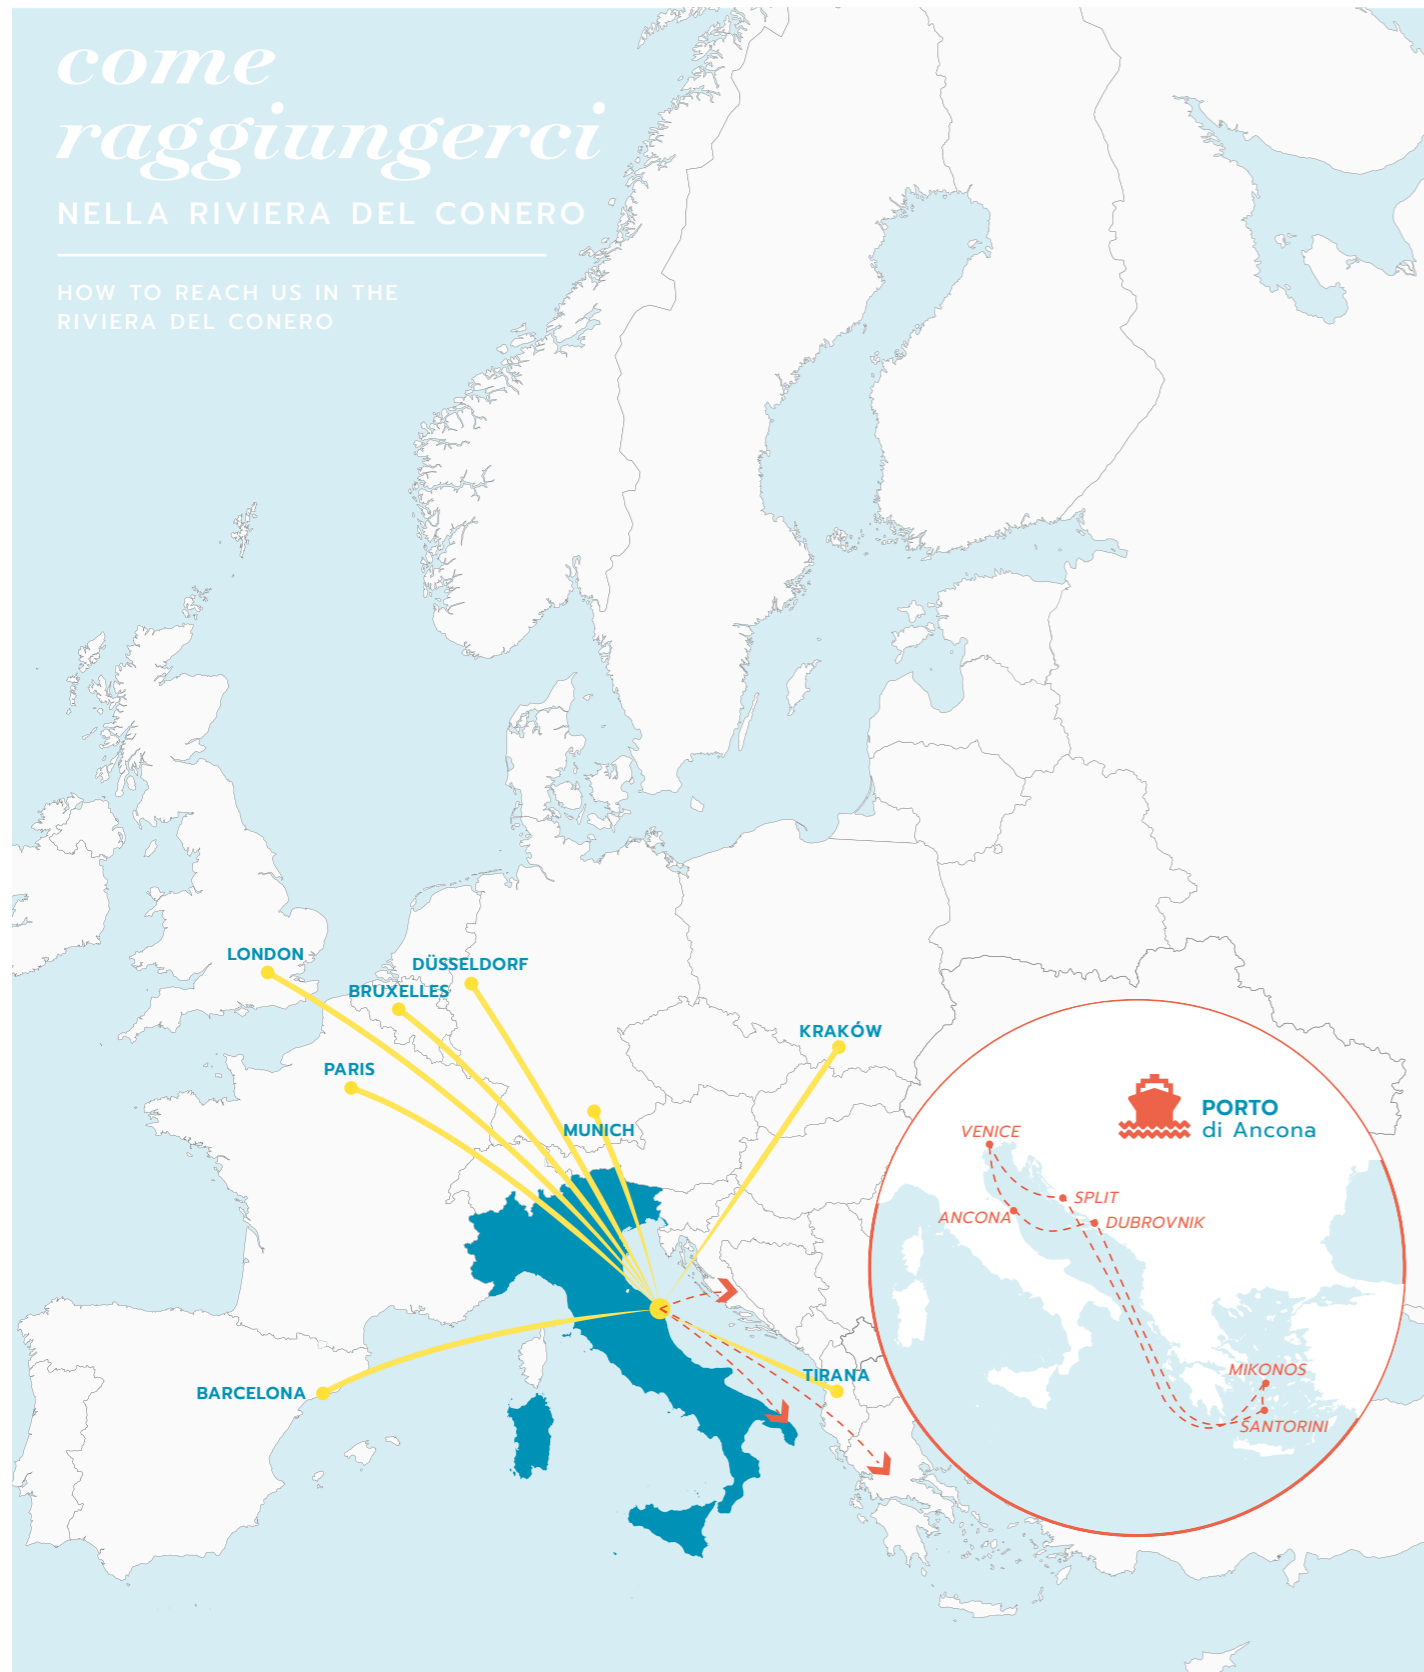 come
raggiungerci
NELLA RIVIERA DEL CONERO
HOW TO REACH US IN THE
RIVIERA DEL CONERO
LONDON
DÜSSELDORF
BRUXELLES
KRAKÓW
PARIS
MUNICH
BARCELONA
TIRANA
PORTO
di Ancona
VENICE
SPLIT
ANCONA
DUBROVNIK
MIKONOS
SANTORINI